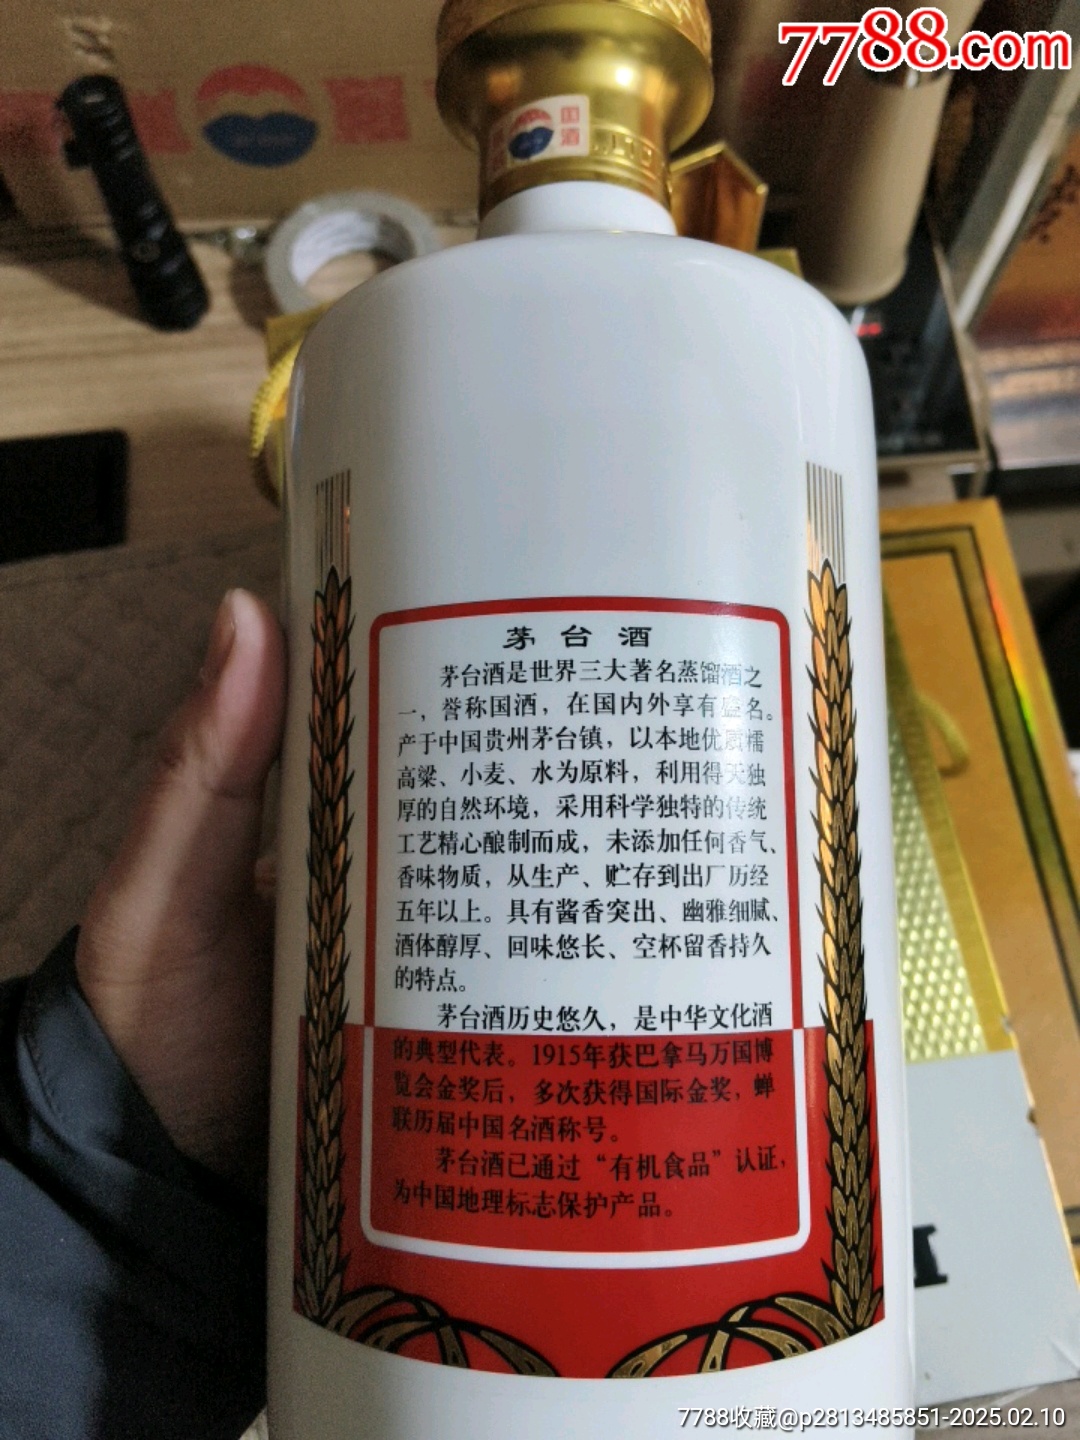 7788.com
国
酒
茅台酒
茅台酒是世界三大著名蒸馏酒之
一，誉称国酒，在国内外享有盛名。
产于中国贵州茅台镇，以本地优质糯
高粱、小麦、水为原料，利用得天独
厚的自然环境，采用科学独特的传统
工艺精心酿制而成，未添加任何香气、
香味物质，从生产、贮存到出厂历经
五年以上。具有酱香突出、幽雅细腻、
酒体醇厚、回味悠长、空杯留香持久
的特点。
茅台酒历史悠久，是中华文化酒
的典型代表。1915年获巴拿马万国博
览会金奖后，多次获得国际金奖，蝉
联历届中国名酒称号。
茅台酒已通过“有机食品”认证，
为中国地理标志保护产品。
7788收藏@p2813485851-2025.02.10